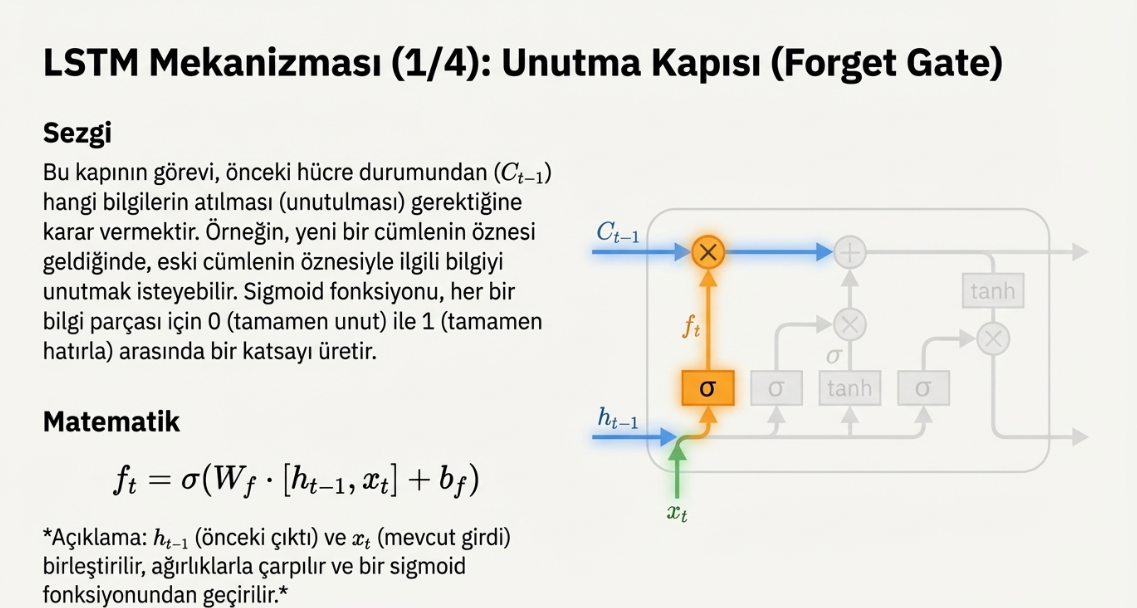 LSTM Mekanizması (1/4): Unutma Kapısı (Forget Gate)
Sezgi
Bu kapının görevi, önceki hücre durumundan (C_{t-1})
hangi bilgilerin atılması (unutulması) gerektiğine
karar vermektir. Örneğin, yeni bir cümlenin öznesi
geldiğinde, eski cümlenin öznesiyle ilgili bilgiyi
unutmak isteyebilir. Sigmoid fonksiyonu, her bir
bilgi parçası için 0 (tamamen unut) ile 1 (tamamen
hatırla) arasında bir katsayı üretir.
Matematik
f_t = σ(W_f · [h_{t-1}, x_t] + b_f)
*Açıklama: h_{t-1} (önceki çıktı) ve x_t (mevcut girdi)
birleştirilir, ağırlıklarla çarpılır ve bir sigmoid
fonksiyonundan geçirilir.*
C_{t-1}
×
+
tanh
f_t
×
×
σ
σ
σ
tanh
σ
h_{t-1}
x_t